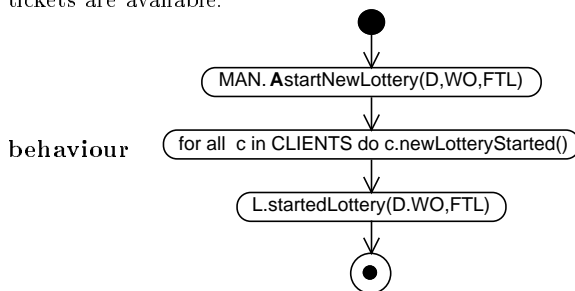 tickets are available.
MAN. AstartNewLottery(D,WO,FTL)
behaviour
for all c in CLIENTS do c.newLotteryStarted()
L.startedLottery(D.WO,FTL)